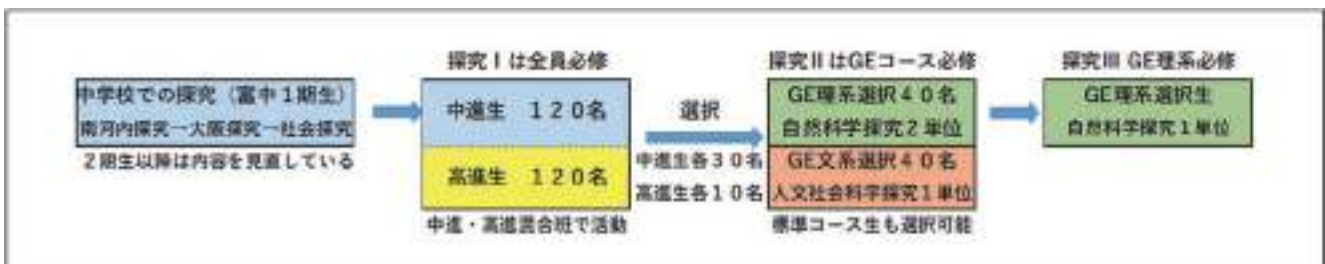 中学校での探究（富中１期生）
南河内探究→大阪探究→社会探究
２期生以降は内容を見直している
探究Ⅰは全員必修
中進生　１２０名
高進生　１２０名
中進・高進混合班で活動
選択
中進生各３０名
高進生各１０名
探究ⅡはGEコース必修
GE理系選択４０名
自然科学探究２単位
GE文系選択４０名
人文社会科学探究１単位
標準コース生も選択可能
探究Ⅲ GE理系必修
GE理系選択生
自然科学探究１単位